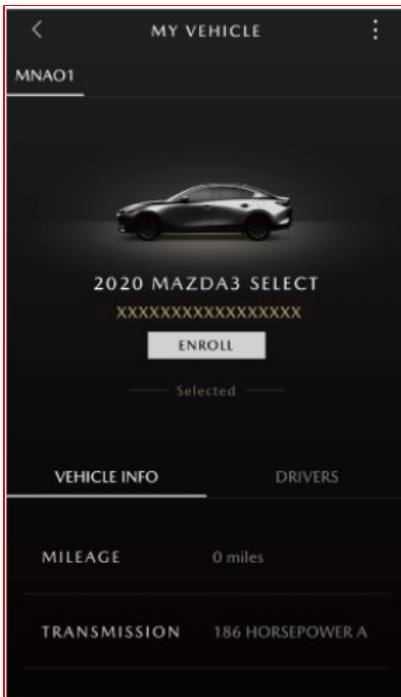 MY VEHICLE
MNAO1
2020 MAZDA3 SELECT
XXXXXXXXXXXXXXXXX
ENROLL
Selected
VEHICLE INFO DRIVERS
MILEAGE 0 miles
TRANSMISSION 186 HORSEPOWER A